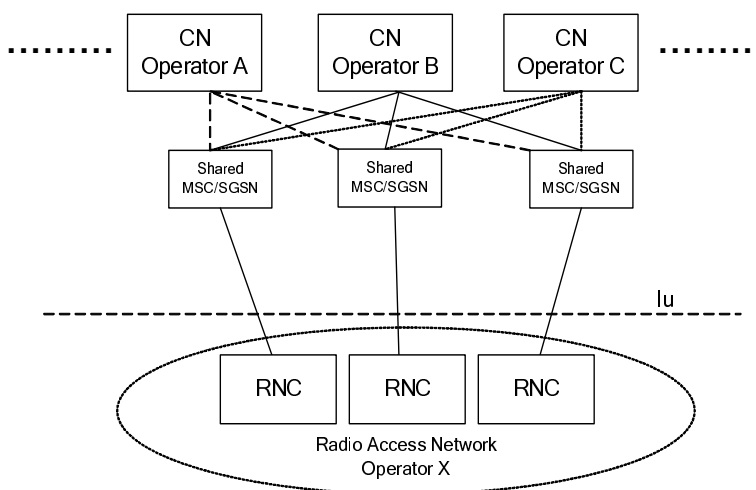 CN
Operator A
CN
Operator B
CN
Operator C
Shared
MSC/SGSN
Shared
MSC/SGSN
Shared
MSC/SGSN
Iu
RNC
RNC
RNC
Radio Access Network
Operator X